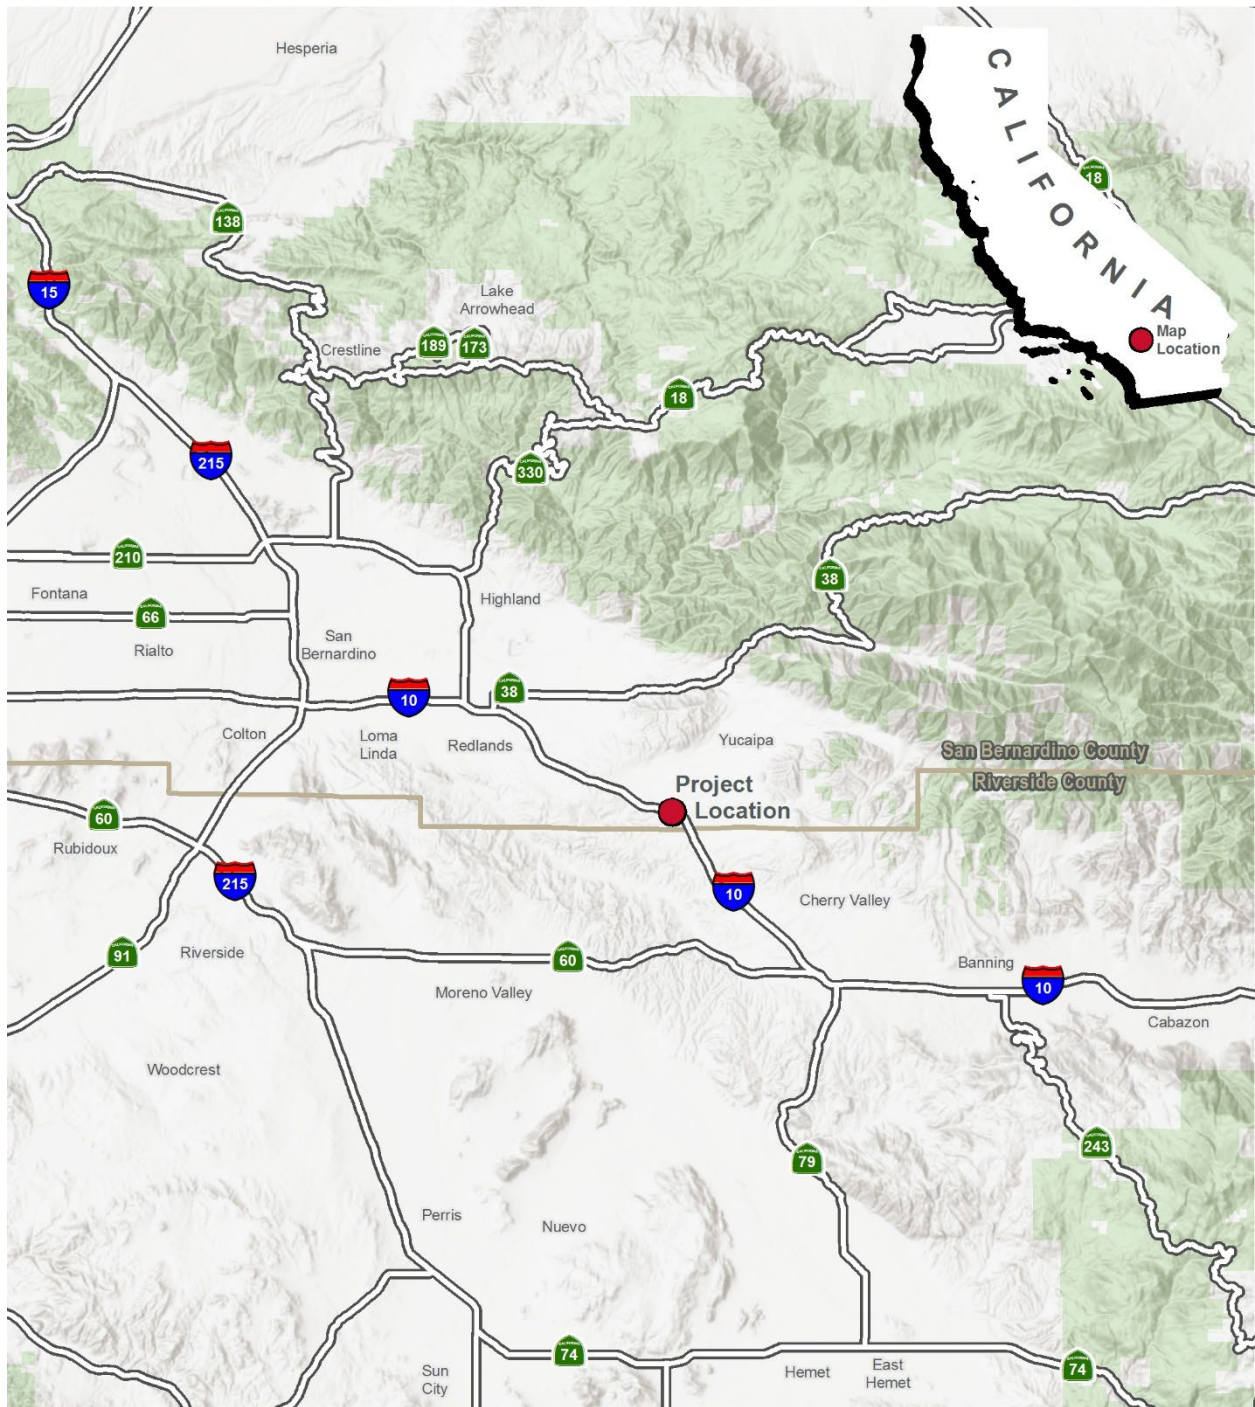 Hesperia
CALIFORNIA
18
138
15
Lake
Arrowhead
189
173
Map
Location
Crestline
18
215
330
210
38
Fontana
Highland
66
San
Bernardino
Rialto
10
38
Colton
Loma
Linda
Redlands
Yucaipa
San Bernardino County
Riverside County
Project
Location
60
Rubidoux
215
10
Cherry Valley
91
Riverside
60
Banning
10
Moreno Valley
Cabazon
Woodcrest
243
79
Perris
Nuevo
74
74
Sun
City
Hemet
East
Hemet